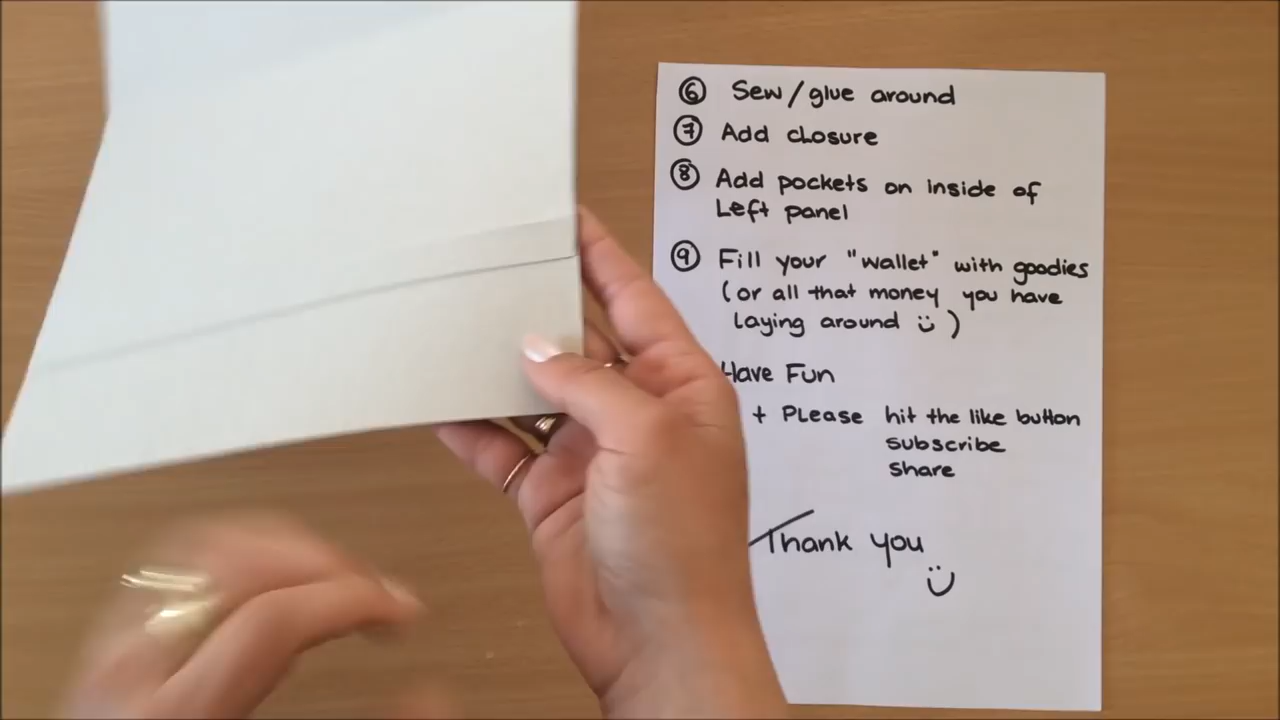 6 Sew/glue around
7 Add closure
8 Add pockets on inside of
Left panel
9 Fill your "wallet" with goodies
(or all that money you have
laying around ü)
Have Fun
+ Please hit the like button
subscribe
share
Thank you